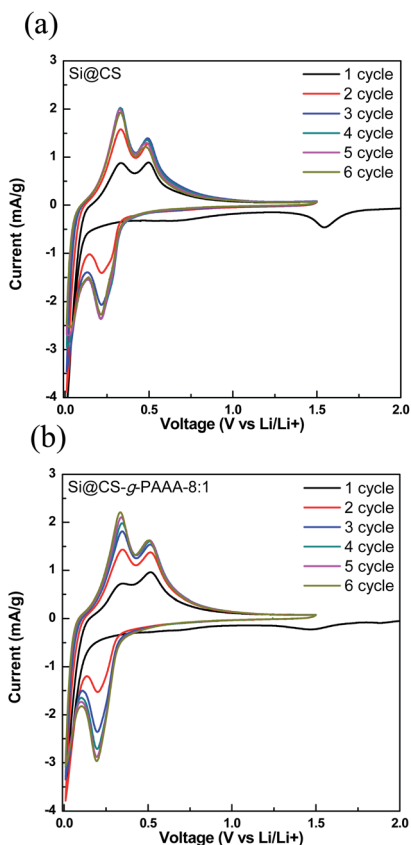 (a)
Si@CS
1 cycle
2 cycle
3 cycle
4 cycle
5 cycle
6 cycle
3
2
1
0
-1
-2
-3
-4
Current (mA/g)
0.0 0.5 1.0 1.5 2.0
Voltage (V vs Li/Li+)
(b)
Si@CS-g-PAAA-8:1
1 cycle
2 cycle
3 cycle
4 cycle
5 cycle
6 cycle
3
2
1
0
-1
-2
-3
-4
Current (mA/g)
0.0 0.5 1.0 1.5 2.0
Voltage (V vs Li/Li+)